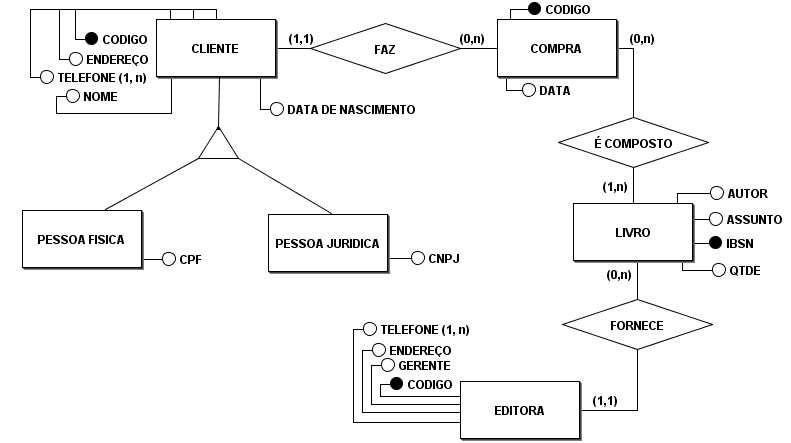 CODIGO
CODIGO
CLIENTE
(1,1)
FAZ
(0,n)
COMPRA
(0,n)
ENDEREÇO
TELEFONE (1, n)
NOME
DATA DE NASCIMENTO
DATA
É COMPOSTO
(1,n)
AUTOR
ASSUNTO
LIVRO
IBSN
QTDE
PESSOA FISICA
CPF
PESSOA JURIDICA
CNPJ
(0,n)
FORNECE
TELEFONE (1, n)
ENDEREÇO
GERENTE
CODIGO
EDITORA
(1,1)